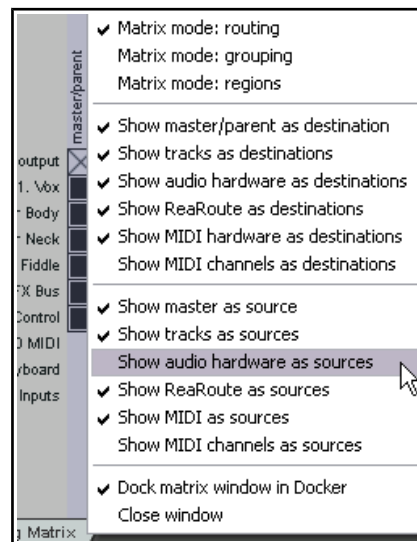 master/parent
output
1. Vox
Body
Neck
Fiddle
FX Bus
Control
MIDI
Inputs
Matrix
Matrix mode: routing
Matrix mode: grouping
Matrix mode: regions
Show master/parent as destination
Show tracks as destinations
Show audio hardware as destinations
Show ReaRoute as destinations
Show MIDI hardware as destinations
Show MIDI channels as destinations
Show master as source
Show tracks as sources
Show audio hardware as sources
Show ReaRoute as sources
Show MIDI as sources
Show MIDI channels as sources
Dock matrix window in Docker
Close window